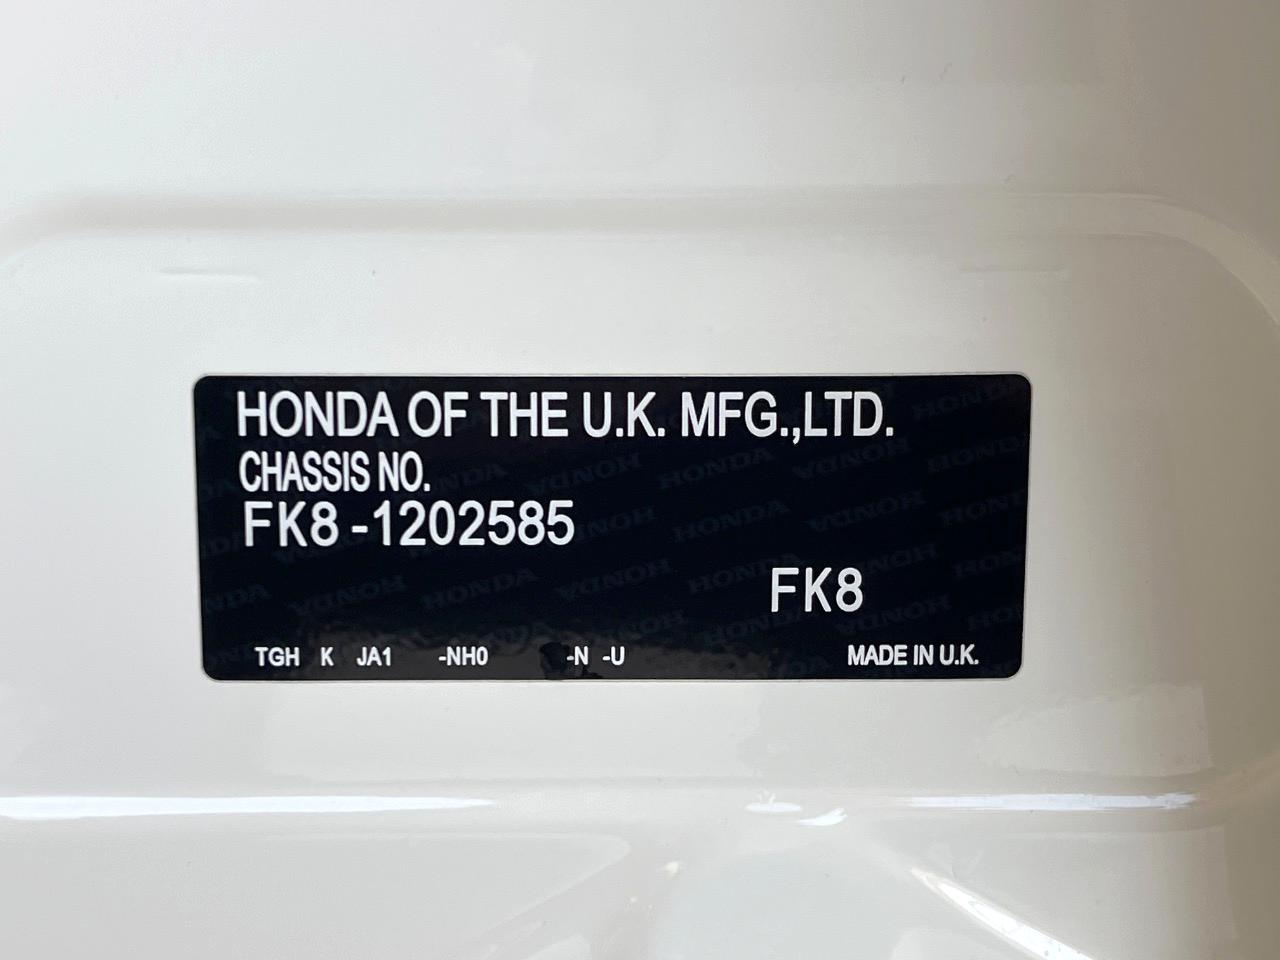 HONDA OF THE U.K. MFG.,LTD.
CHASSIS NO.
FK8-1202585
FK8
TGH K JA1 -NH0 -N -U MADE IN U.K.